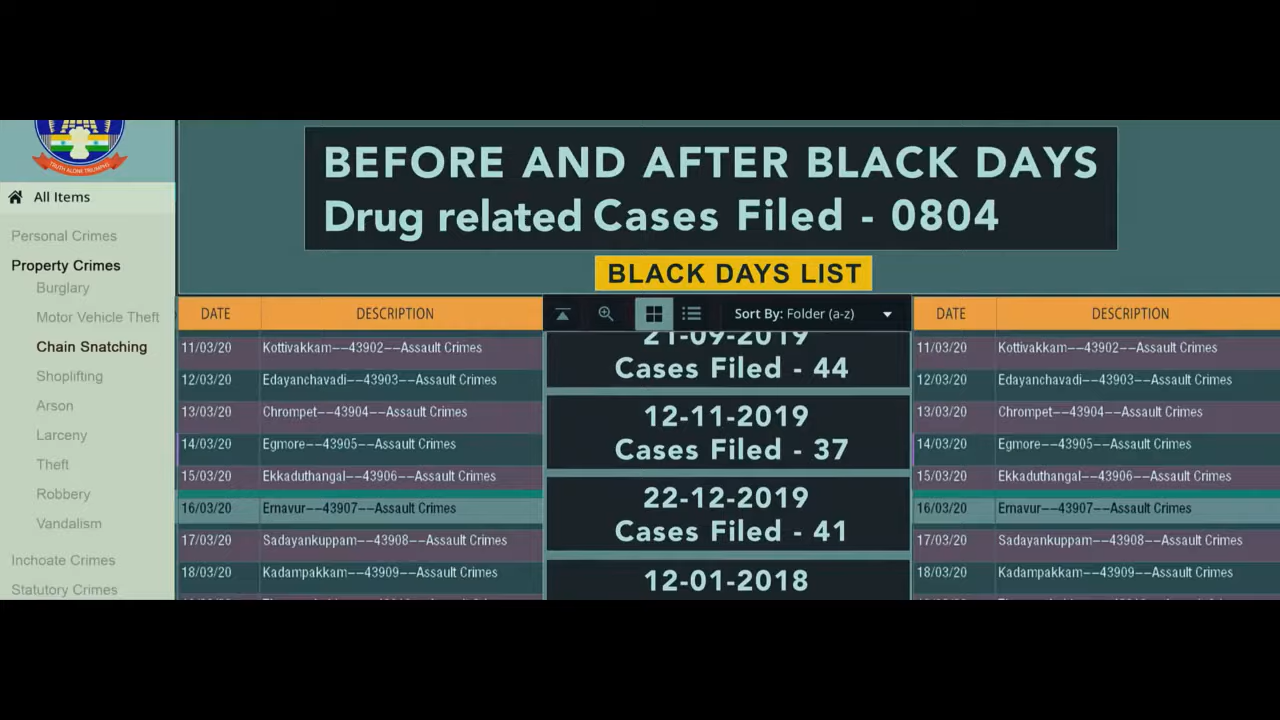 TRUTH ALONE TRIUMPHS
All Items
Personal Crimes
Property Crimes
Burglary
Motor Vehicle Theft
Chain Snatching
Shoplifting
Arson
Larceny
Theft
Robbery
Vandalism
Inchoate Crimes
Statutory Crimes
BEFORE AND AFTER BLACK DAYS
Drug related Cases Filed - 0804
BLACK DAYS LIST
DATE DESCRIPTION
11/03/20 Kottivakkam--43902--Assault Crimes
12/03/20 Edayanchavadi--43903--Assault Crimes
13/03/20 Chrompet--43904--Assault Crimes
14/03/20 Egmore--43905--Assault Crimes
15/03/20 Ekkaduthangal--43906--Assault Crimes
16/03/20 Ernavur--43907--Assault Crimes
17/03/20 Sadayankuppam--43908--Assault Crimes
18/03/20 Kadampakkam--43909--Assault Crimes
Sort By: Folder (a-z)
21-09-2019
Cases Filed - 44
12-11-2019
Cases Filed - 37
22-12-2019
Cases Filed - 41
12-01-2018
DATE DESCRIPTION
11/03/20 Kottivakkam--43902--Assault Crimes
12/03/20 Edayanchavadi--43903--Assault Crimes
13/03/20 Chrompet--43904--Assault Crimes
14/03/20 Egmore--43905--Assault Crimes
15/03/20 Ekkaduthangal--43906--Assault Crimes
16/03/20 Ernavur--43907--Assault Crimes
17/03/20 Sadayankuppam--43908--Assault Crimes
18/03/20 Kadampakkam--43909--Assault Crimes